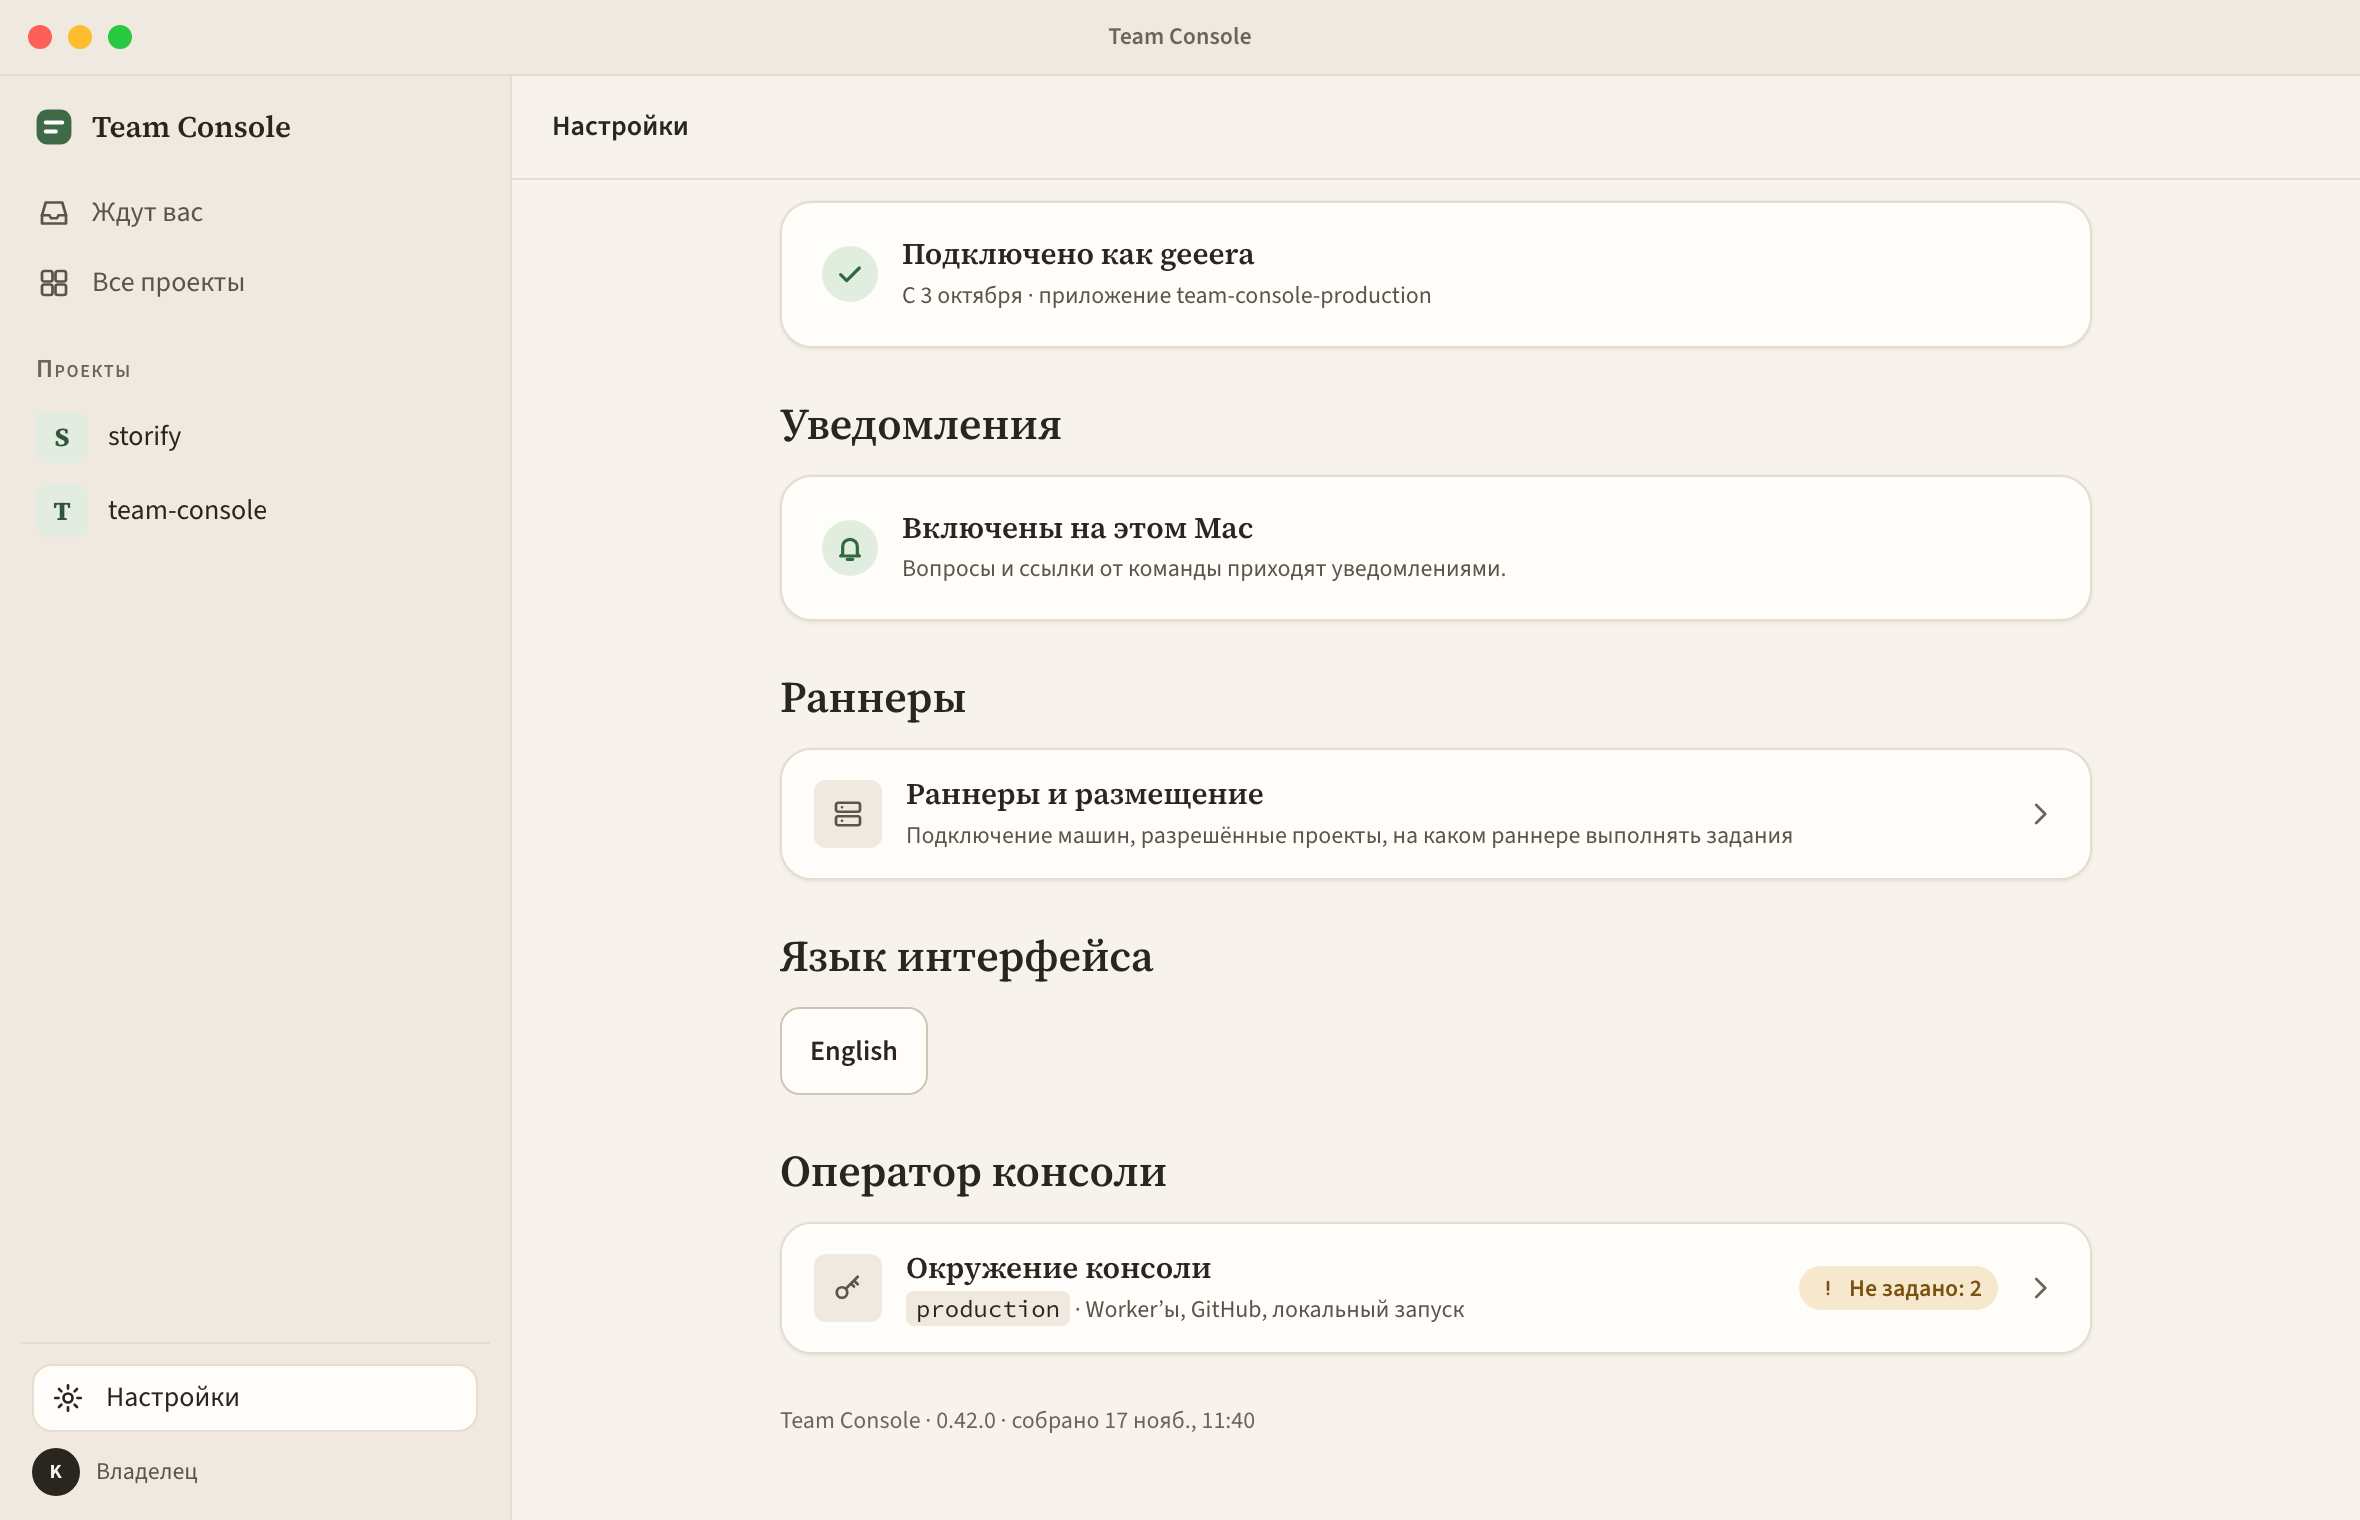 Team Console
Team Console
Ждут вас
Все проекты
Проекты
S storify
T team-console
Настройки
K Владелец
Настройки
Подключено как geeera
С 3 октября · приложение team-console-production
Уведомления
Включены на этом Mac
Вопросы и ссылки от команды приходят уведомлениями.
Раннеры
Раннеры и размещение
Подключение машин, разрешённые проекты, на каком раннере выполнять задания
Язык интерфейса
English
Оператор консоли
Окружение консоли
production · Worker’ы, GitHub, локальный запуск
! Не задано: 2
Team Console · 0.42.0 · собрано 17 нояб., 11:40